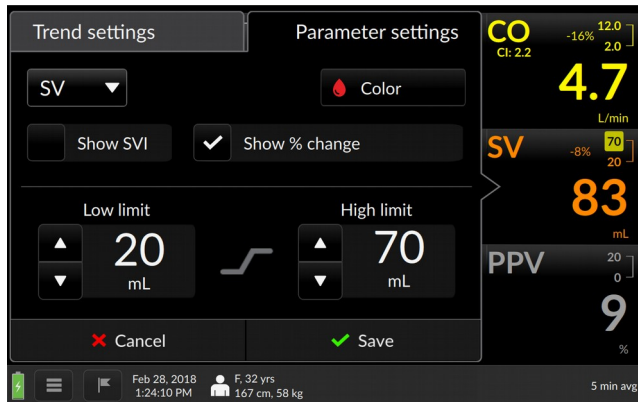 Trend settings
Parameter settings
SV
Color
Show SVI
Show % change
Low limit
High limit
20
mL
70
mL
Cancel
Save
CO
CI: 2.2
-16%
12.0
2.0
4.7
L/min
SV
-8%
70
20
83
mL
PPV
20
0
9
%
Feb 28, 2018
1:24:10 PM
F, 32 yrs
167 cm, 58 kg
5 min avg